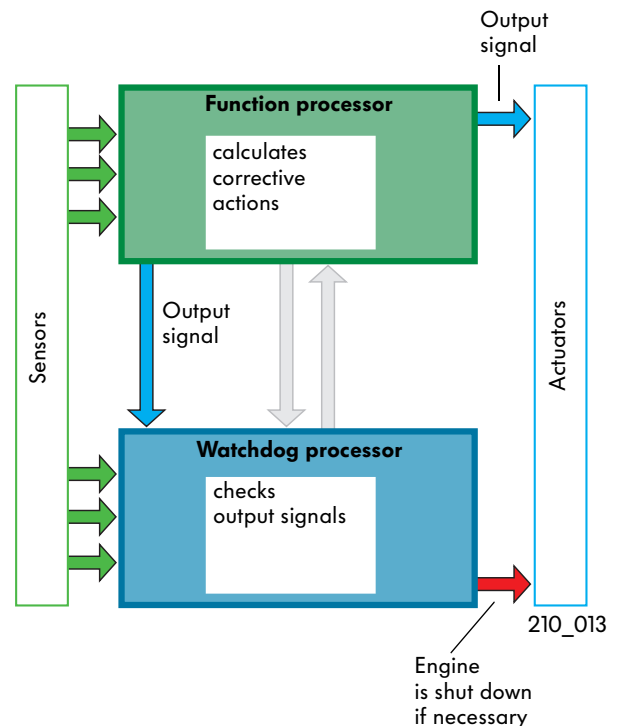 Output
signal
Function processor
calculates
corrective
actions
Sensors
Output
signal
Actuators
Watchdog processor
checks
output signals
210_013
Engine
is shut down
if necessary